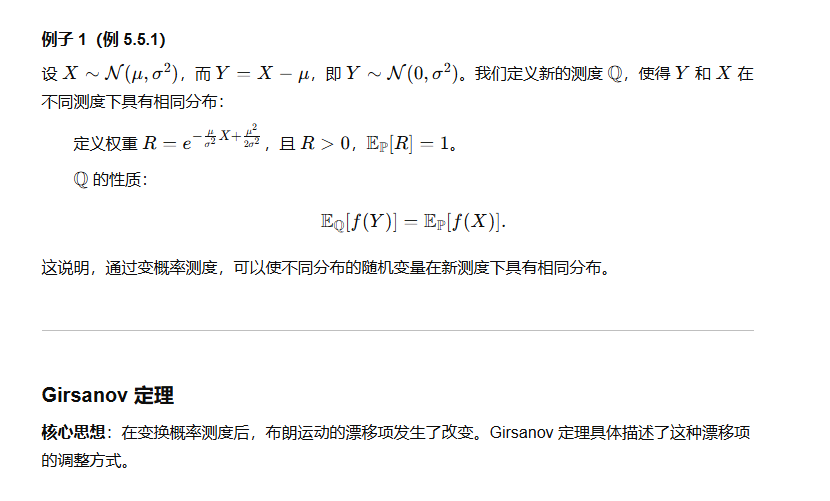 例子 1（例 5.5.1）
设 $X \sim \mathcal{N}(\mu, \sigma^2)$，而 $Y = X - \mu$，即 $Y \sim \mathcal{N}(0, \sigma^2)$。我们定义新的测度 $\mathbb{Q}$，使得 $Y$ 和 $X$ 在
不同测度下具有相同分布：
定义权重 $R = e^{-\frac{\mu}{\sigma^2}X+\frac{\mu^2}{2\sigma^2}}$，且 $R > 0$，$\mathbb{E}_{\mathbb{P}}[R] = 1$。
$\mathbb{Q}$ 的性质：
$\mathbb{E}_{\mathbb{Q}}[f(Y)] = \mathbb{E}_{\mathbb{P}}[f(X)].$
这说明，通过变概率测度，可以使不同分布的随机变量在新测度下具有相同分布。
Girsanov 定理
核心思想：在变换概率测度后，布朗运动的漂移项发生了改变。Girsanov 定理具体描述了这种漂移项
的调整方式。